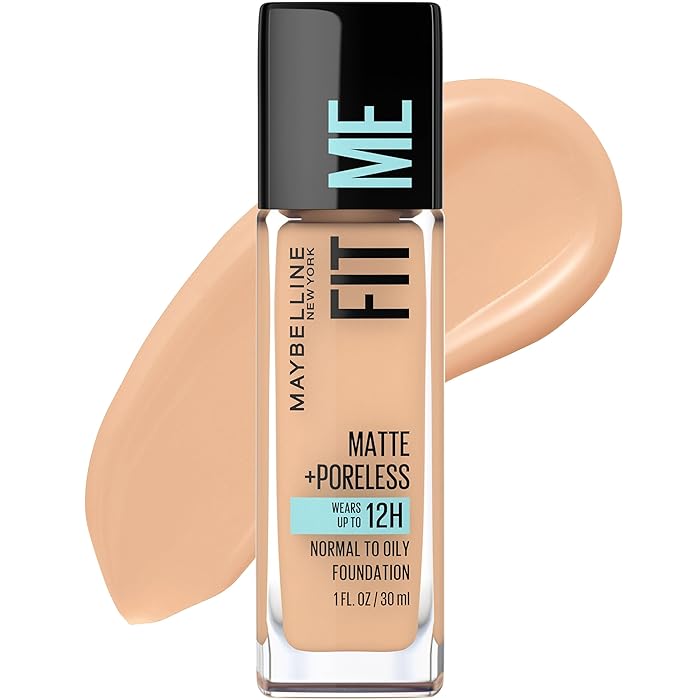 FIT ME
MAYBELLINE
NEW YORK
MATTE
+PORELESS
WEARS
UP TO 12H
NORMAL TO OILY
FOUNDATION
1 FL. OZ / 30 ml